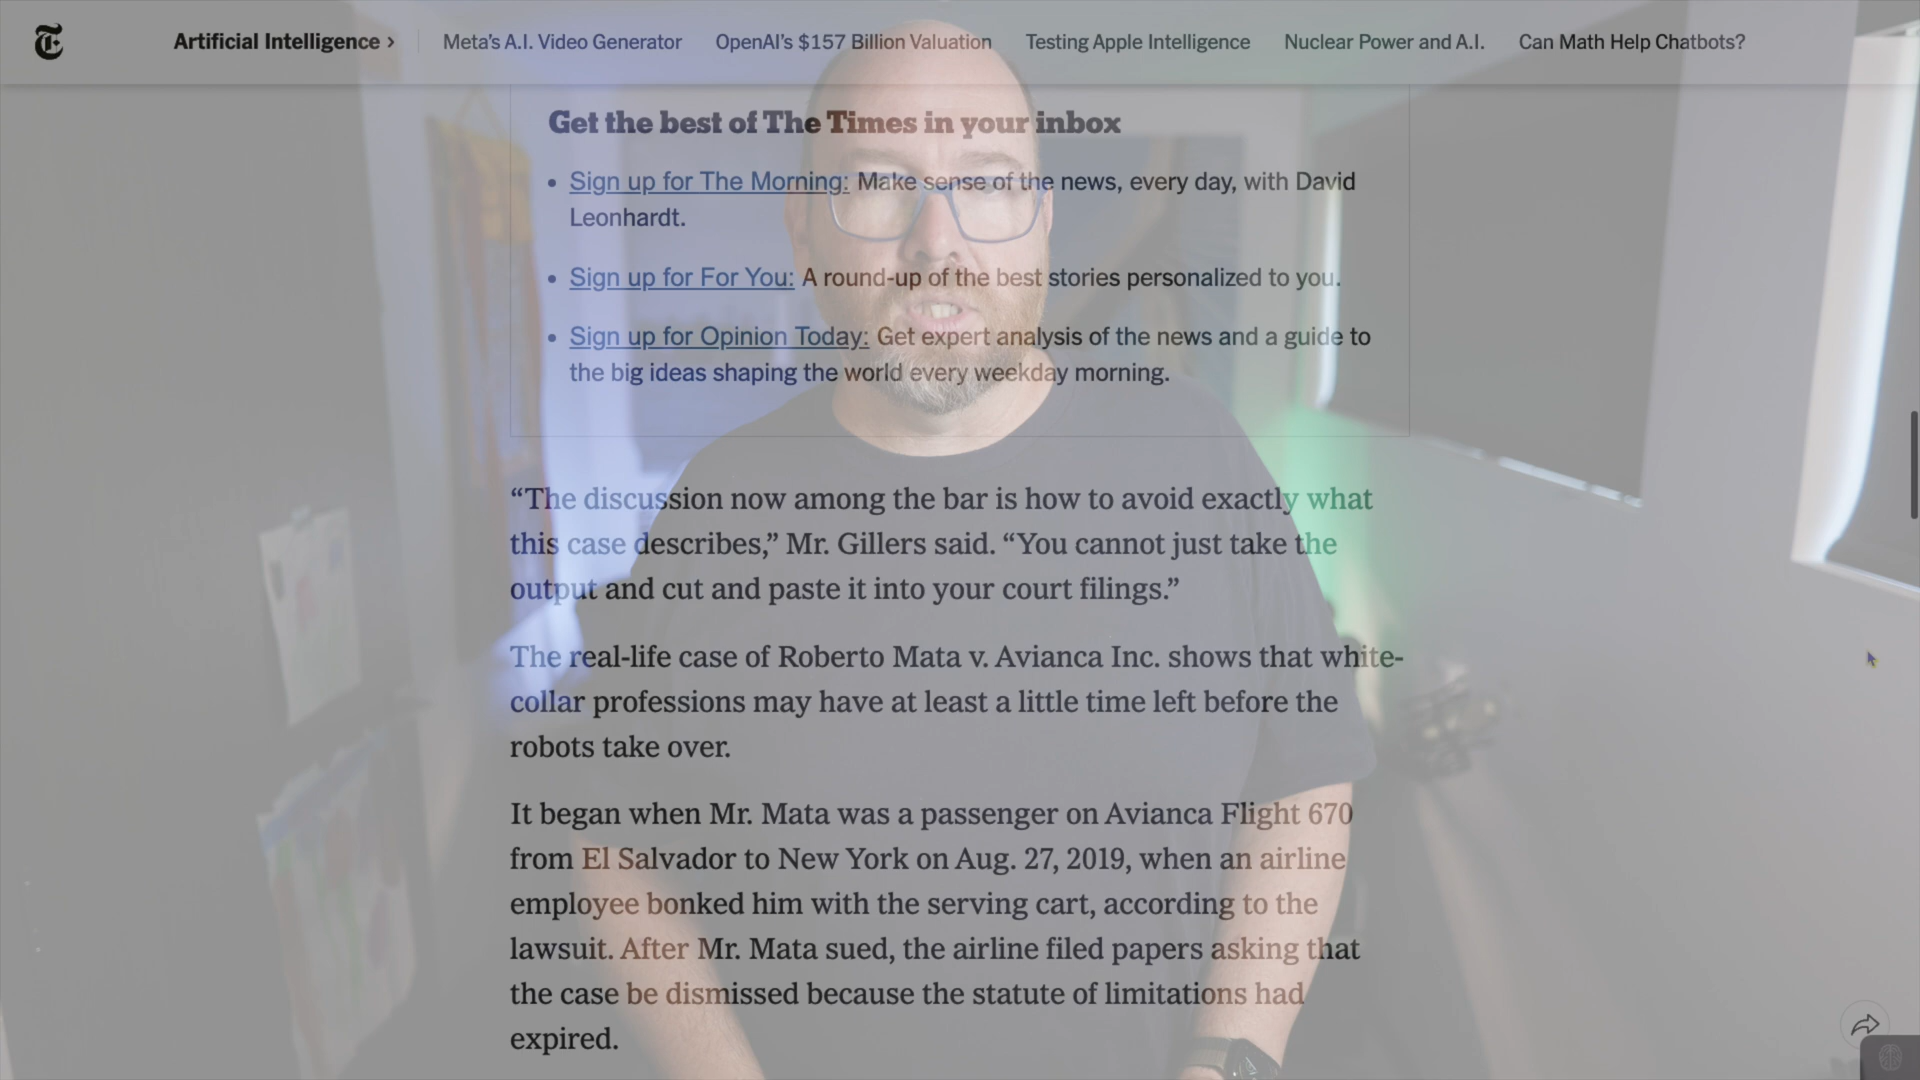 Artificial Intelligence › Meta’s A.I. Video Generator OpenAI’s $157 Billion Valuation Testing Apple Intelligence Nuclear Power and A.I. Can Math Help Chatbots?
Get the best of The Times in your inbox
• Sign up for The Morning: Make sense of the news, every day, with David
Leonhardt.
• Sign up for For You: A round-up of the best stories personalized to you.
• Sign up for Opinion Today: Get expert analysis of the news and a guide to
the big ideas shaping the world every weekday morning.
“The discussion now among the bar is how to avoid exactly what
this case describes,” Mr. Gillers said. “You cannot just take the
output and cut and paste it into your court filings.”
The real-life case of Roberto Mata v. Avianca Inc. shows that white-
collar professions may have at least a little time left before the
robots take over.
It began when Mr. Mata was a passenger on Avianca Flight 670
from El Salvador to New York on Aug. 27, 2019, when an airline
employee bonked him with the serving cart, according to the
lawsuit. After Mr. Mata sued, the airline filed papers asking that
the case be dismissed because the statute of limitations had
expired.